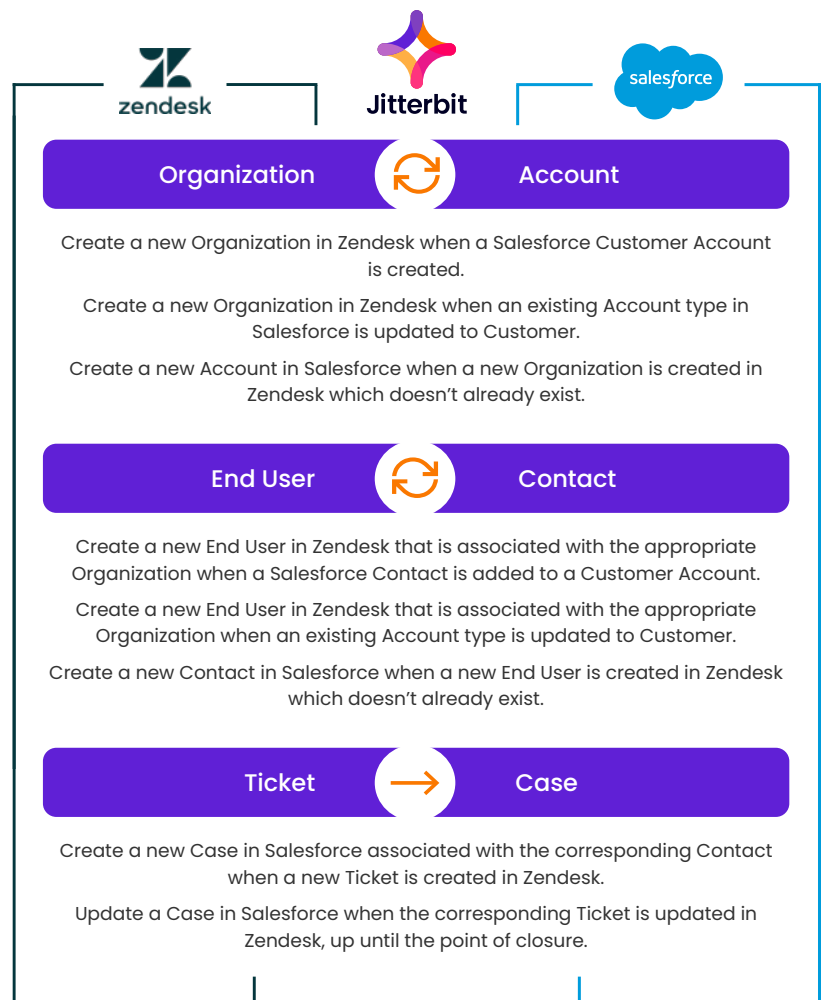 zendesk
Jitterbit
salesforce
Organization
Account
Create a new Organization in Zendesk when a Salesforce Customer Account
is created.
Create a new Organization in Zendesk when an existing Account type in
Salesforce is updated to Customer.
Create a new Account in Salesforce when a new Organization is created in
Zendesk which doesn’t already exist.
End User
Contact
Create a new End User in Zendesk that is associated with the appropriate
Organization when a Salesforce Contact is added to a Customer Account.
Create a new End User in Zendesk that is associated with the appropriate
Organization when an existing Account type is updated to Customer.
Create a new Contact in Salesforce when a new End User is created in Zendesk
which doesn’t already exist.
Ticket
Case
Create a new Case in Salesforce associated with the corresponding Contact
when a new Ticket is created in Zendesk.
Update a Case in Salesforce when the corresponding Ticket is updated in
Zendesk, up until the point of closure.